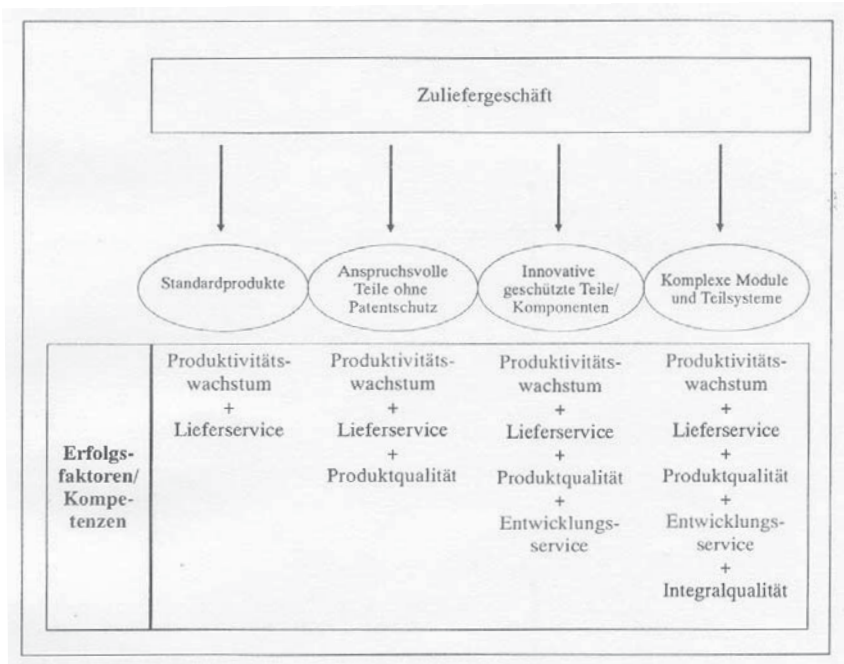 Zuliefergeschäft
Standardprodukte
Anspruchsvolle
Teile ohne
Patentschutz
Innovative
geschützte Teile/
Komponenten
Komplexe Module
und Teilsysteme
Erfolgs-
faktoren/
Kompe-
tenzen
Produktivitäts-
wachstum
+
Lieferservice
Produktivitäts-
wachstum
+
Lieferservice
+
Produktqualität
Produktivitäts-
wachstum
+
Lieferservice
+
Produktqualität
+
Entwicklungs-
service
Produktivitäts-
wachstum
+
Lieferservice
+
Produktqualität
+
Entwicklungs-
service
+
Integralqualität